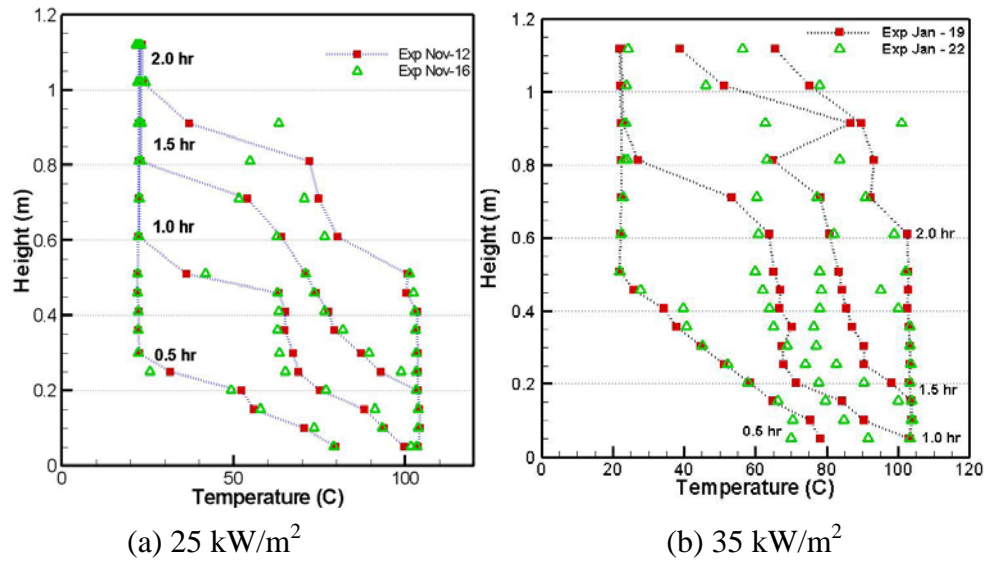 1.2
1
0.8
0.6
0.4
0.2
0
Height (m)
2.0 hr
1.5 hr
1.0 hr
0.5 hr
Exp Nov-12
Exp Nov-16
0 50 100
Temperature (C)
(a) 25 kW/m²
1.2
1
0.8
0.6
0.4
0.2
0
Height (m)
Exp Jan - 19
Exp Jan - 22
2.0 hr
1.5 hr
0.5 hr
1.0 hr
0 20 40 60 80 100 120
Temperature (C)
(b) 35 kW/m²